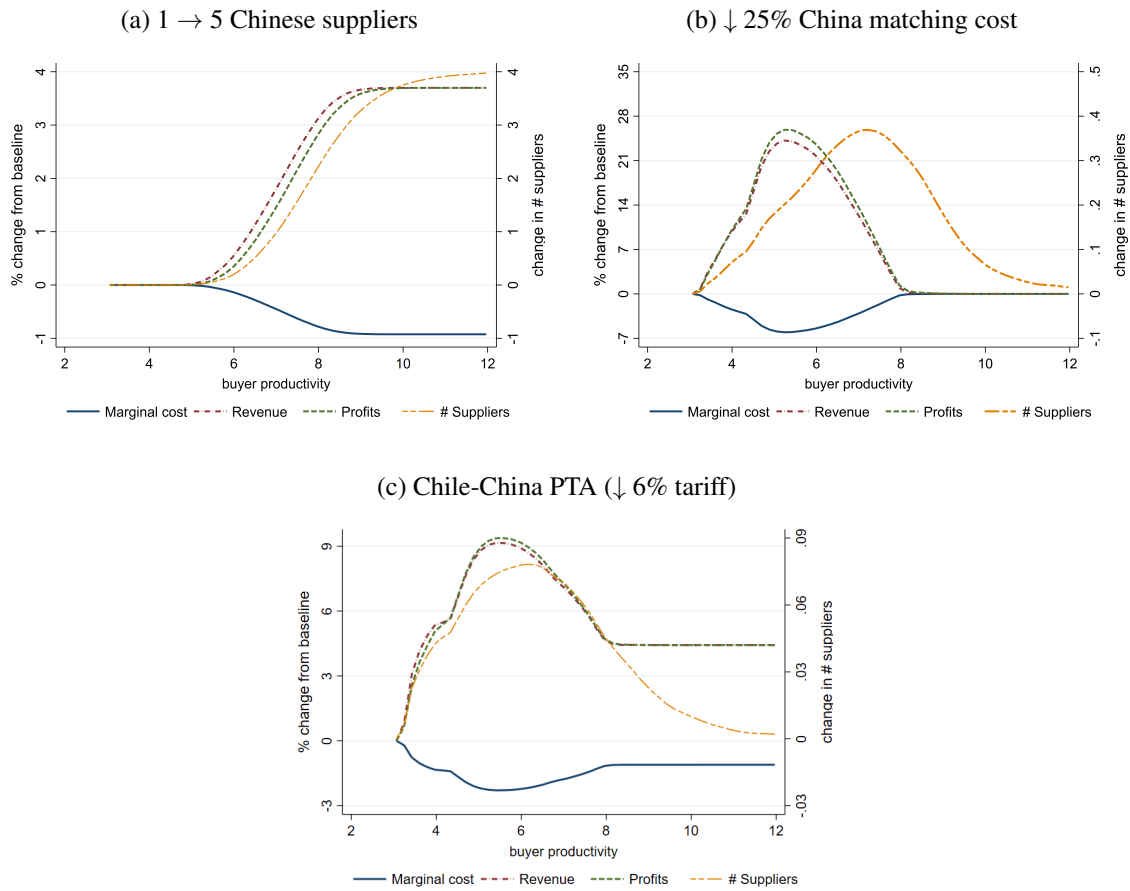 (a) 1 → 5 Chinese suppliers
% change from baseline
4
3
2
1
0
-1
4
3
2
1
0
-1
change in # suppliers
2 4 6 8 10 12
buyer productivity
Marginal cost Revenue Profits # Suppliers
(b) ↓ 25% China matching cost
% change from baseline
35
28
21
14
7
0
-7
.5
.4
.3
.2
.1
0
-.1
change in # suppliers
2 4 6 8 10 12
buyer productivity
Marginal cost Revenue Profits # Suppliers
(c) Chile-China PTA (↓ 6% tariff)
% change from baseline
9
6
3
0
-3
.09
.06
.03
0
-.03
change in # suppliers
2 4 6 8 10 12
buyer productivity
Marginal cost Revenue Profits # Suppliers